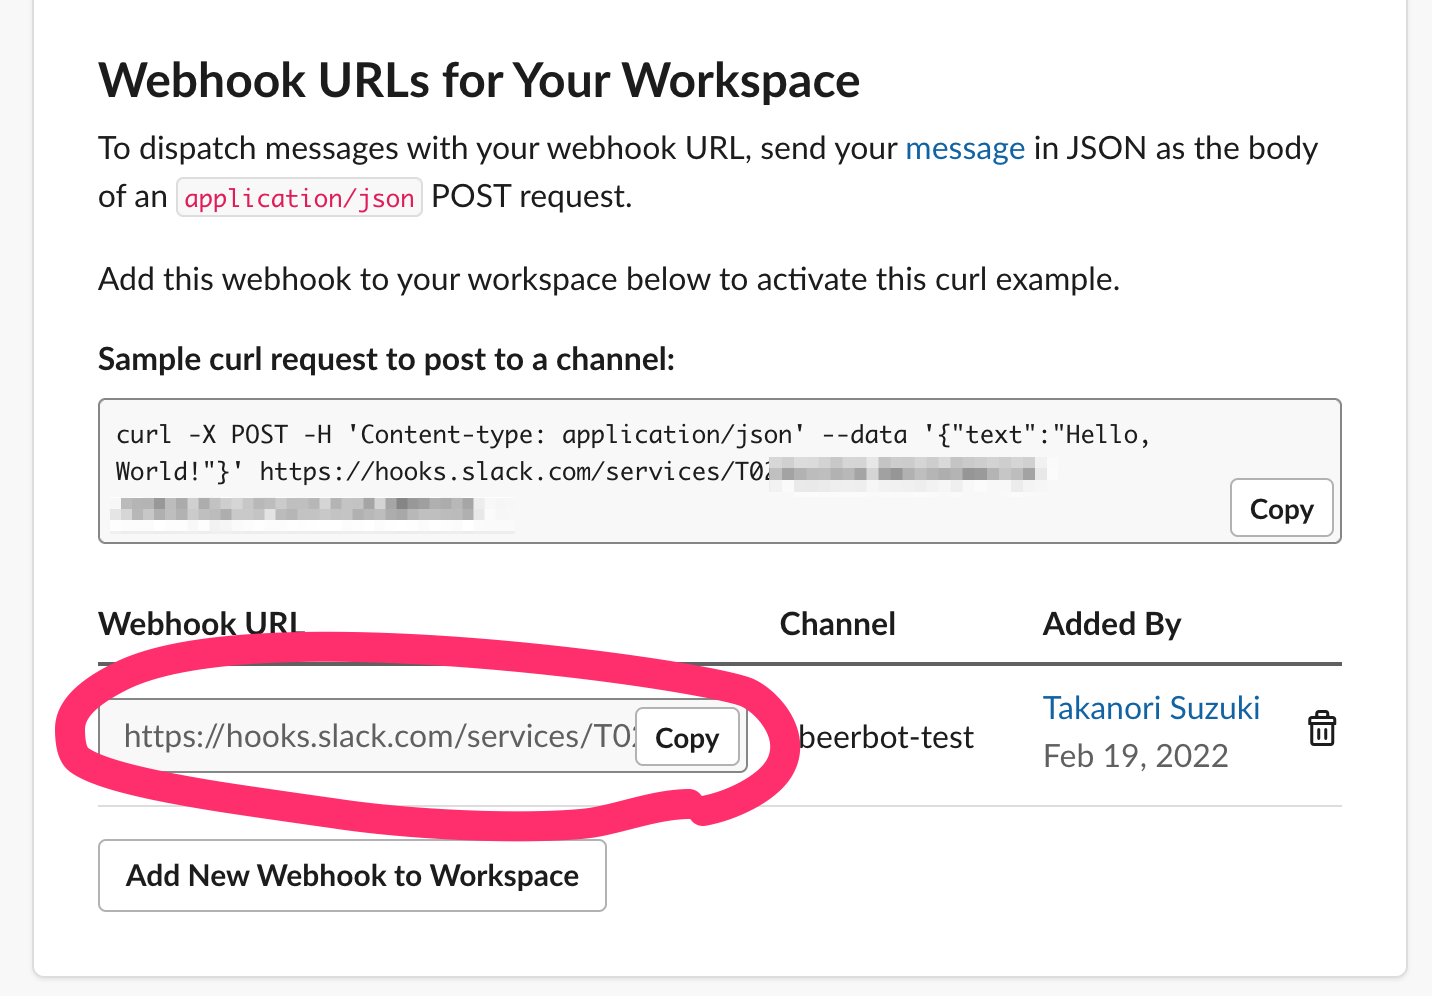 Webhook URLs for Your Workspace
To dispatch messages with your webhook URL, send your message in JSON as the body
of an application/json POST request.
Add this webhook to your workspace below to activate this curl example.
Sample curl request to post to a channel:
curl -X POST -H 'Content-type: application/json' --data '{"text":"Hello,
World!"}' https://hooks.slack.com/services/T02
Copy
Webhook URL Channel Added By
https://hooks.slack.com/services/T02 Copy beerbot-test Takanori Suzuki
Feb 19, 2022
Add New Webhook to Workspace